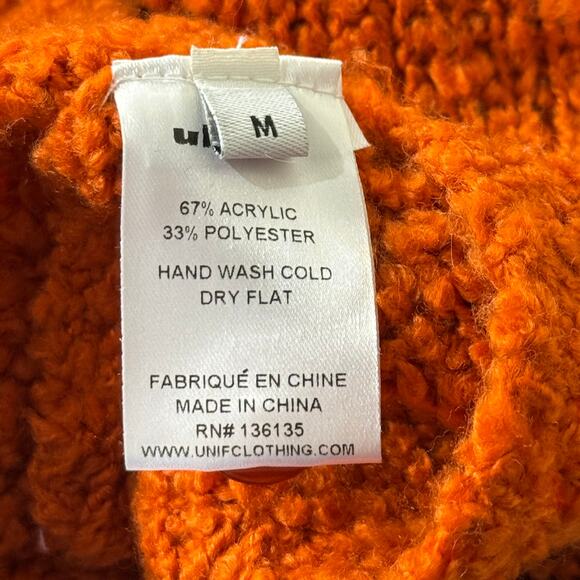 M
67% ACRYLIC
33% POLYESTER
HAND WASH COLD
DRY FLAT
FABRIQUÉ EN CHINE
MADE IN CHINA
RN# 136135
WWW.UNIFCLOTHING.COM